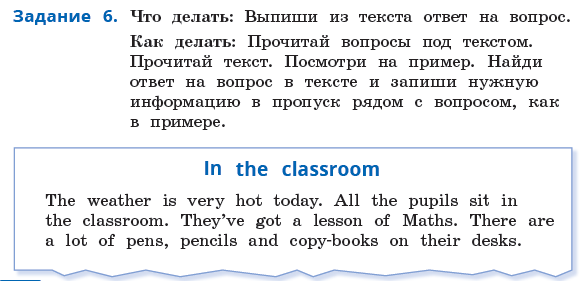 Задание 6. Что делать: Выпиши из текста ответ на вопрос.
Как делать: Прочитай вопросы под текстом.
Прочитай текст. Посмотри на пример. Найди
ответ на вопрос в тексте и запиши нужную
информацию в пропуск рядом с вопросом, как
в примере.
In the classroom
The weather is very hot today. All the pupils sit in
the classroom. They've got a lesson of Maths. There are
a lot of pens, pencils and copy-books on their desks.